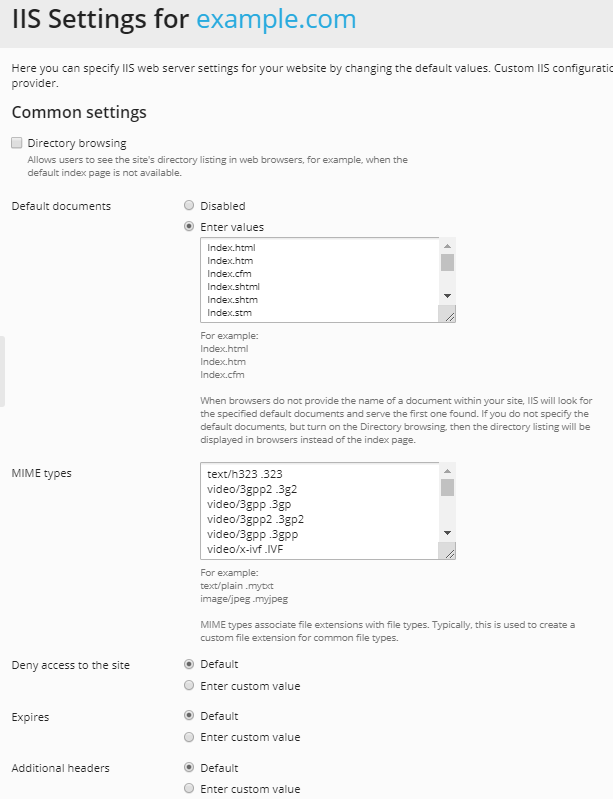 IIS Settings for example.com
Here you can specify IIS web server settings for your website by changing the default values. Custom IIS configuratio
provider.
Common settings
Directory browsing
Allows users to see the site's directory listing in web browsers, for example, when the
default index page is not available.
Default documents
Disabled
Enter values
Index.html
Index.htm
Index.cfm
Index.shtml
Index.shtm
Index.stm
For example:
Index.html
Index.htm
Index.cfm
When browsers do not provide the name of a document within your site, IIS will look for
the specified default documents and serve the first one found. If you do not specify the
default documents, but turn on the Directory browsing, then the directory listing will be
displayed in browsers instead of the index page.
MIME types
text/h323 .323
video/3gpp2 .3g2
video/3gpp .3gp
video/3gpp2 .3gp2
video/3gpp .3gpp
video/x-ivf .IVF
For example:
text/plain .mytxt
image/jpeg .myjpeg
MIME types associate file extensions with file types. Typically, this is used to create a
custom file extension for common file types.
Deny access to the site
Default
Enter custom value
Expires
Default
Enter custom value
Additional headers
Default
Enter custom value